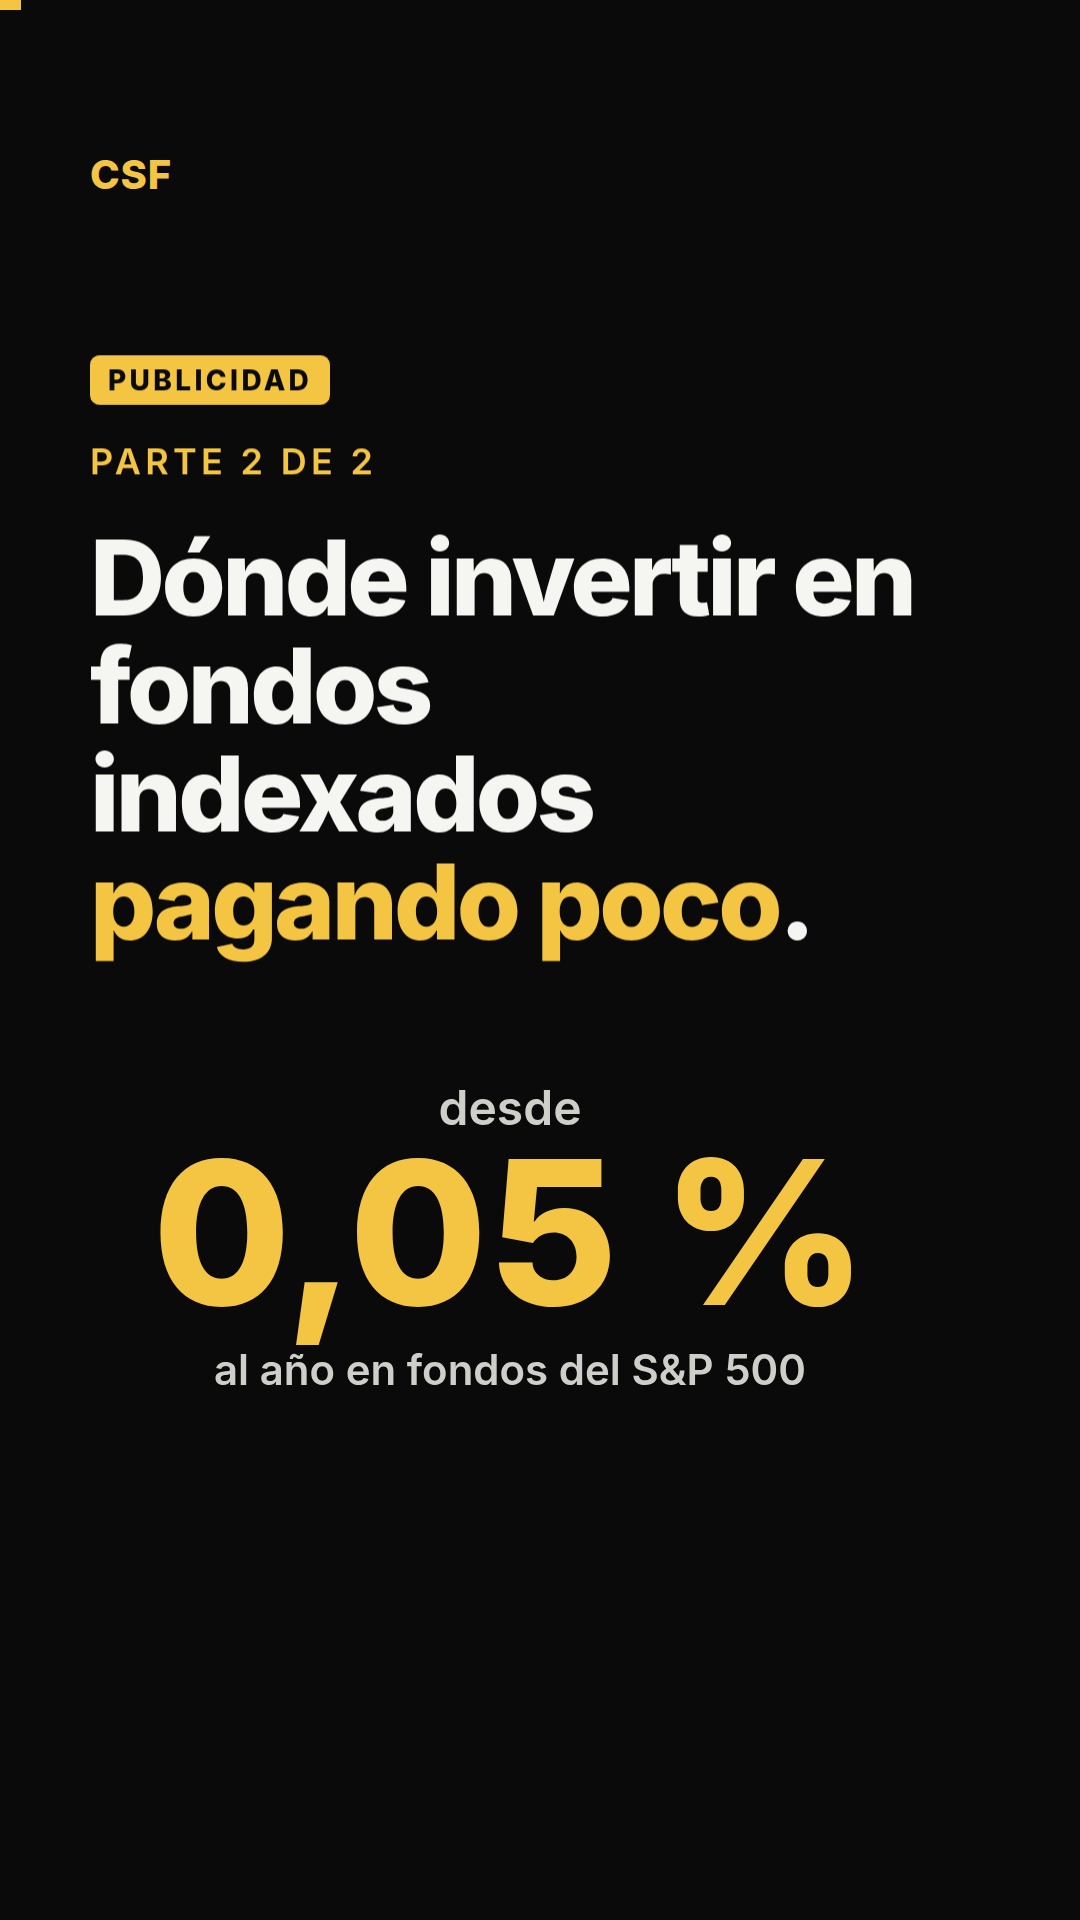 CSF
PUBLICIDAD
PARTE 2 DE 2
Dónde invertir en
fondos
indexados
pagando poco.
desde
0,05 %
al año en fondos del S&P 500